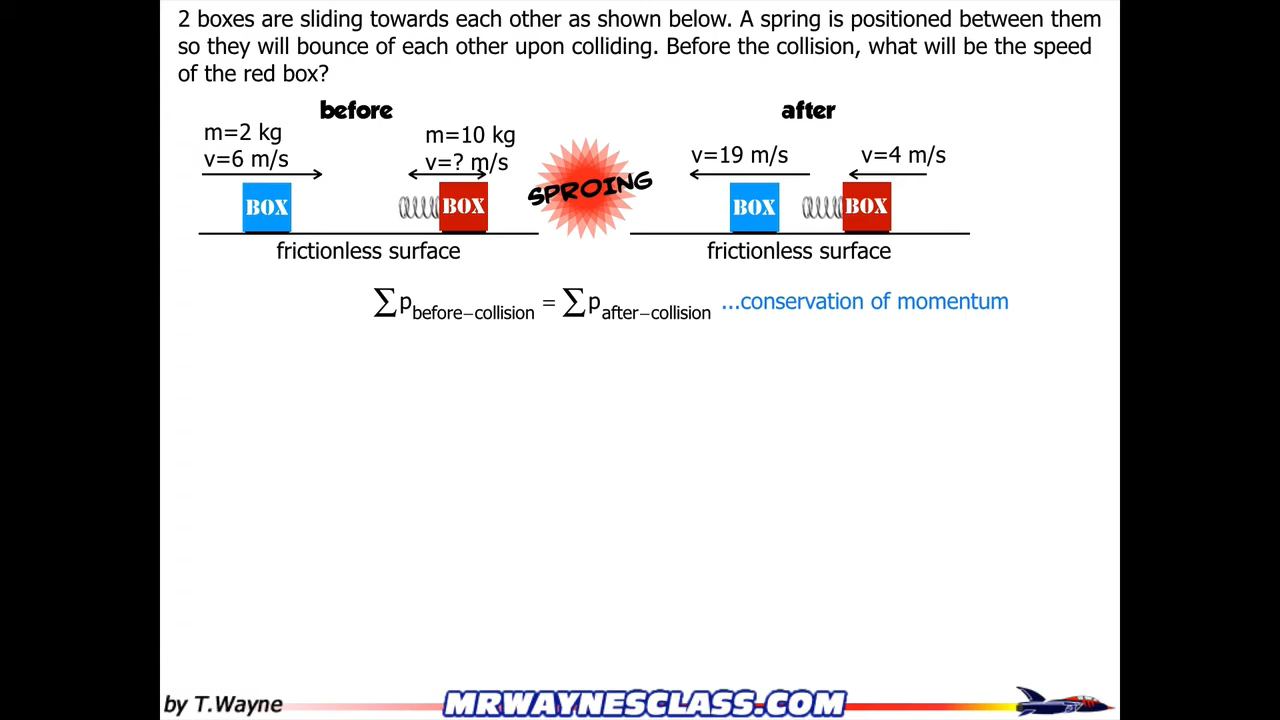 2 boxes are sliding towards each other as shown below. A spring is positioned between them
so they will bounce of each other upon colliding. Before the collision, what will be the speed
of the red box?
before
after
m=2 kg
v=6 m/s
m=10 kg
v=? m/s
SPROING
v=19 m/s
v=4 m/s
BOX
BOX
BOX
BOX
frictionless surface
frictionless surface
∑p before−collision = ∑p after−collision ...conservation of momentum
by T.Wayne
MRWAYNESCLASS.COM